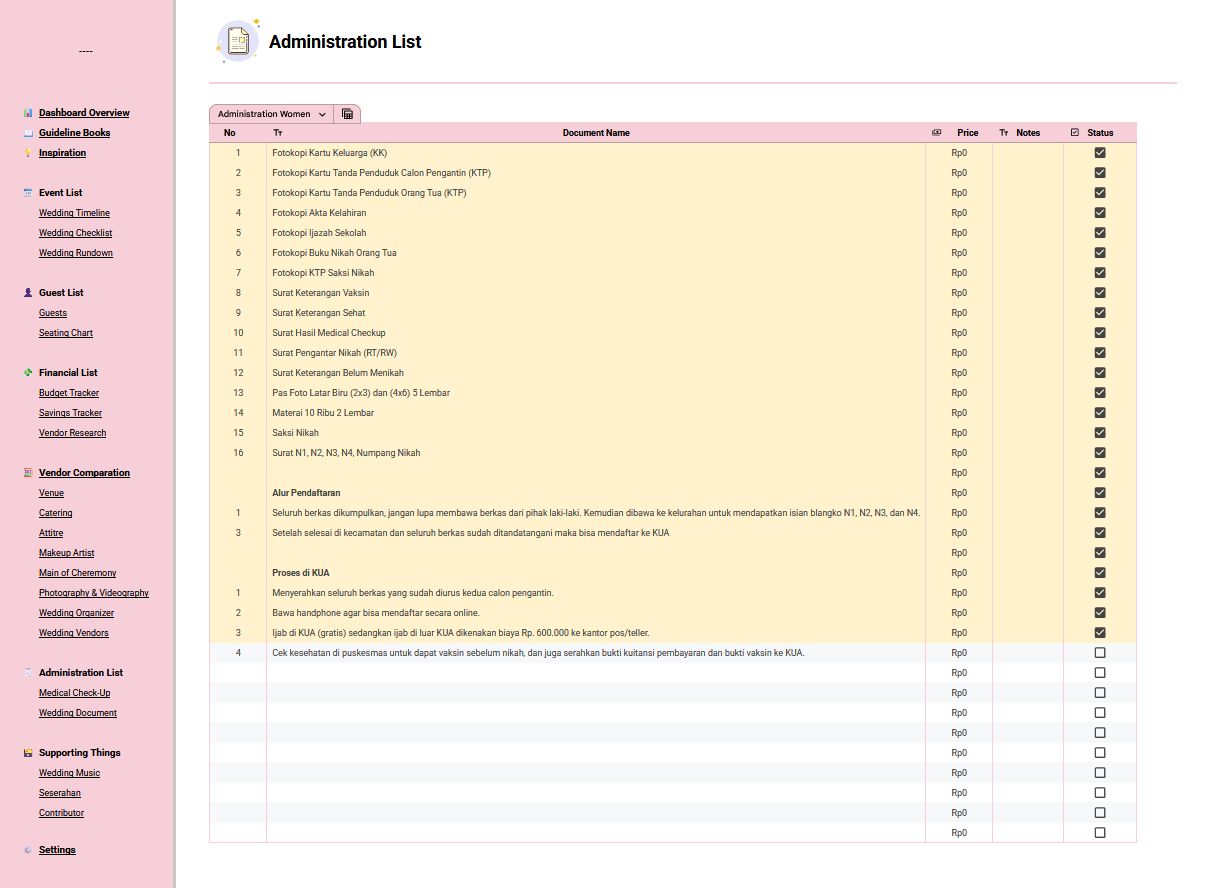 ----
Dashboard Overview
Guideline Books
Inspiration
Event List
Wedding Timeline
Wedding Checklist
Wedding Rundown
Guest List
Guests
Seating Chart
Financial List
Budget Tracker
Savings Tracker
Vendor Research
Vendor Comparation
Venue
Catering
Attitre
Makeup Artist
Main of Cheremony
Photography & Videography
Wedding Organizer
Wedding Vendors
Administration List
Medical Check-Up
Wedding Document
Supporting Things
Wedding Music
Seserahan
Contributor
Settings
Administration List
Administration Women
No Tт Document Name Price Tт Notes Status
1 Fotokopi Kartu Keluarga (KK) Rp0
2 Fotokopi Kartu Tanda Penduduk Calon Pengantin (KTP) Rp0
3 Fotokopi Kartu Tanda Penduduk Orang Tua (KTP) Rp0
4 Fotokopi Akta Kelahiran Rp0
5 Fotokopi Ijazah Sekolah Rp0
6 Fotokopi Buku Nikah Orang Tua Rp0
7 Fotokopi KTP Saksi Nikah Rp0
8 Surat Keterangan Vaksin Rp0
9 Surat Keterangan Sehat Rp0
10 Surat Hasil Medical Checkup Rp0
11 Surat Pengantar Nikah (RT/RW) Rp0
12 Surat Keterangan Belum Menikah Rp0
13 Pas Foto Latar Biru (2x3) dan (4x6) 5 Lembar Rp0
14 Materai 10 Ribu 2 Lembar Rp0
15 Saksi Nikah Rp0
16 Surat N1, N2, N3, N4, Numpang Nikah Rp0
Rp0
Alur Pendaftaran Rp0
1 Seluruh berkas dikumpulkan, jangan lupa membawa berkas dari pihak laki-laki. Kemudian dibawa ke kelurahan untuk mendapatkan isian blangko N1, N2, N3, dan N4. Rp0
3 Setelah selesai di kecamatan dan seluruh berkas sudah ditandatangani maka bisa mendaftar ke KUA Rp0
Rp0
Proses di KUA Rp0
1 Menyerahkan seluruh berkas yang sudah diurus kedua calon pengantin. Rp0
2 Bawa handphone agar bisa mendaftar secara online. Rp0
3 Ijab di KUA (gratis) sedangkan ijab di luar KUA dikenakan biaya Rp. 600.000 ke kantor pos/teller. Rp0
4 Cek kesehatan di puskesmas untuk dapat vaksin sebelum nikah, dan juga serahkan bukti kuitansi pembayaran dan bukti vaksin ke KUA. Rp0
Rp0
Rp0
Rp0
Rp0
Rp0
Rp0
Rp0
Rp0
Rp0